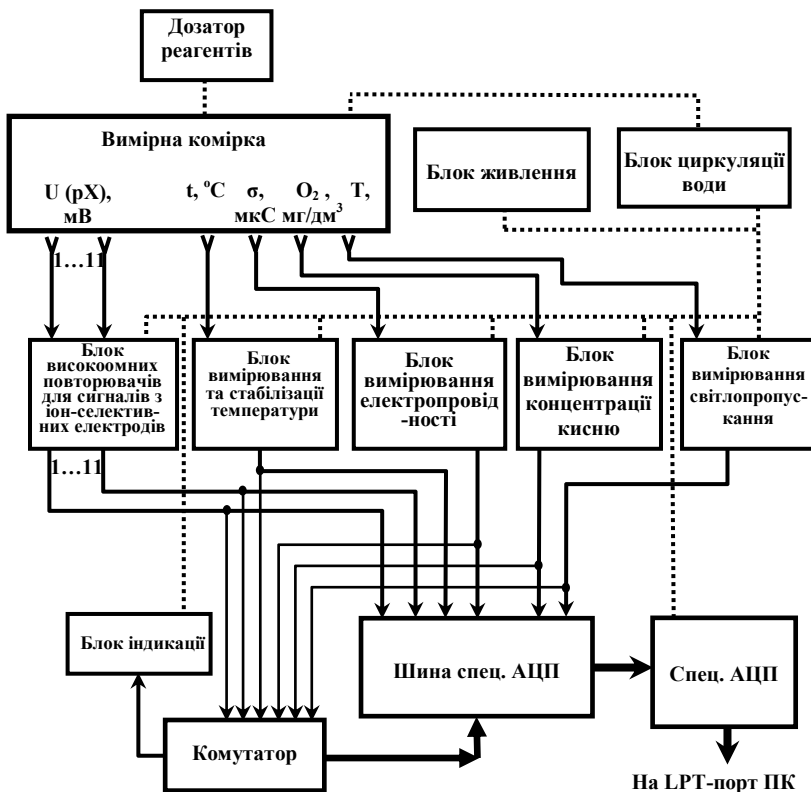 Дозатор
реагентів
Вимірна комірка
U (pX),
мВ
t, °C
σ,
мкС
O₂ ,
мг/дм³
T,
Блок живлення
Блок циркуляції
води
1…11
Блок
високоомних
повторювачів
для сигналів з
іон-селектив-
них електродів
Блок
вимірювання
та стабілізації
температури
Блок
вимірювання
електропровід
-ності
Блок
вимірювання
концентрації
кисню
Блок
вимірювання
світлопропус-
кання
1…11
Блок індикації
Шина спец. АЦП
Спец. АЦП
Комутатор
На LPT-порт ПК